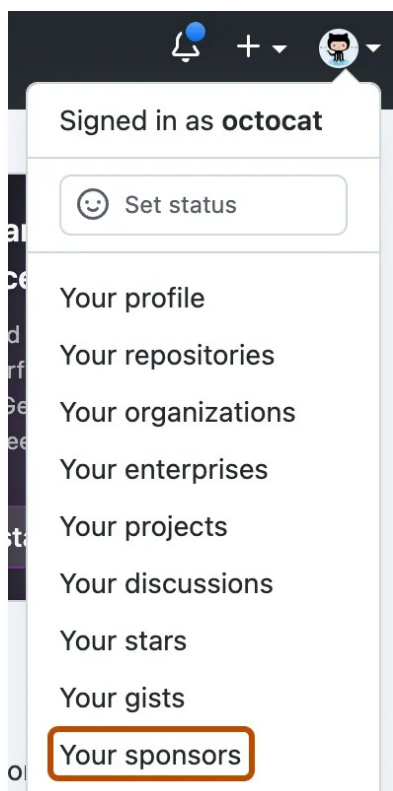 Signed in as octocat
Set status
Your profile
Your repositories
Your organizations
Your enterprises
Your projects
Your discussions
Your stars
Your gists
Your sponsors